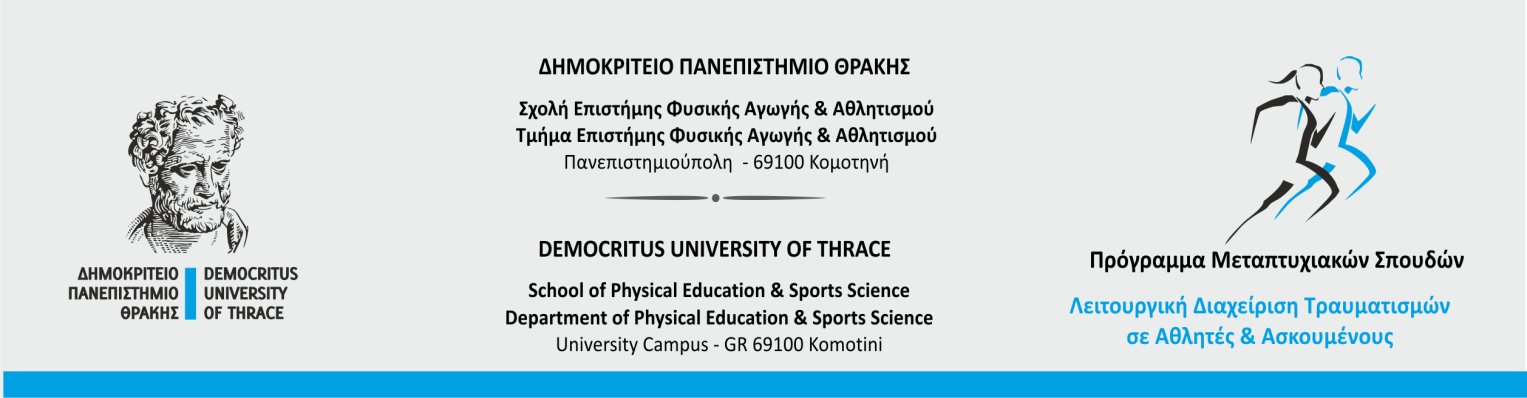 ΔΗΜΟΚΡΙΤΕΙΟ
ΠΑΝΕΠΙΣΤΗΜΙΟ
ΘΡΑΚΗΣ
DEMOCRITUS
UNIVERSITY
OF THRACE
ΔΗΜΟΚΡΙΤΕΙΟ ΠΑΝΕΠΙΣΤΗΜΙΟ ΘΡΑΚΗΣ
Σχολή Επιστήμης Φυσικής Αγωγής & Αθλητισμού
Τμήμα Επιστήμης Φυσικής Αγωγής & Αθλητισμού
Πανεπιστημιούπολη - 69100 Κομοτηνή
DEMOCRITUS UNIVERSITY OF THRACE
School of Physical Education & Sports Science
Department of Physical Education & Sports Science
University Campus - GR 69100 Komotini
Πρόγραμμα Μεταπτυχιακών Σπουδών
Λειτουργική Διαχείριση Τραυματισμών
σε Αθλητές & Ασκουμένους